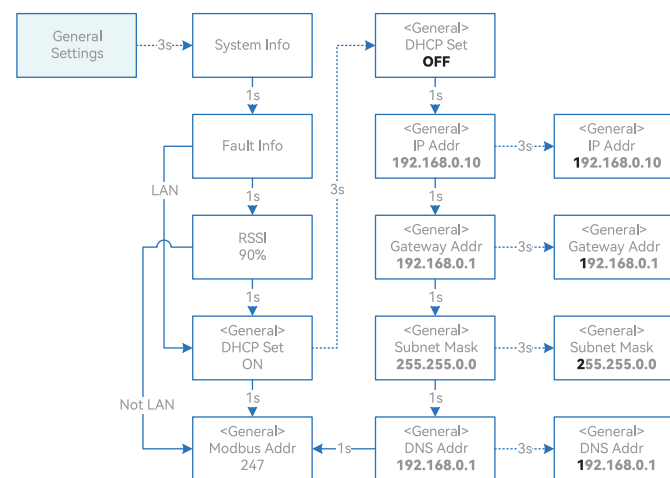 General
Settings
3s
System Info
1s
Fault Info
LAN
1s
RSSI
90%
1s
<General>
DHCP Set
ON
Not LAN
1s
<General>
Modbus Addr
247
3s
<General>
DHCP Set
OFF
1s
<General>
IP Addr
192.168.0.10
3s
<General>
IP Addr
192.168.0.10
1s
<General>
Gateway Addr
192.168.0.1
3s
<General>
Gateway Addr
192.168.0.1
1s
<General>
Subnet Mask
255.255.0.0
3s
<General>
Subnet Mask
255.255.0.0
1s
1s
<General>
DNS Addr
192.168.0.1
3s
<General>
DNS Addr
192.168.0.1